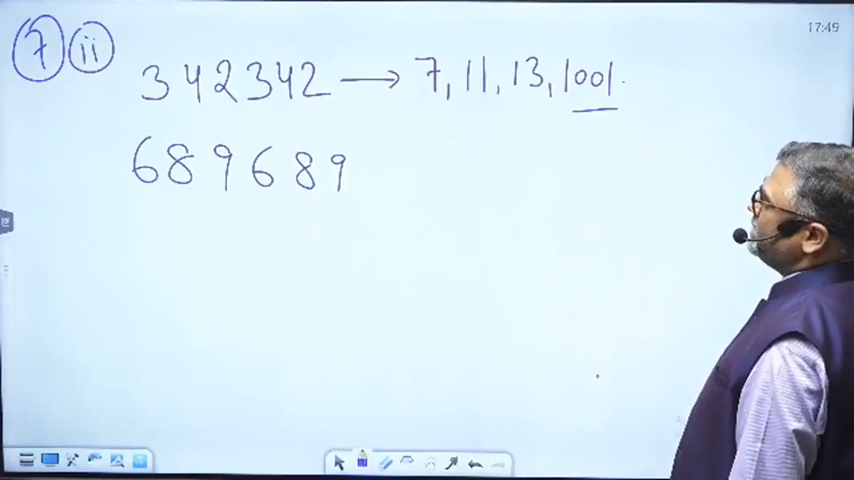 17:49
7 ii
342342 → 7, 11, 13, 1001.
689689